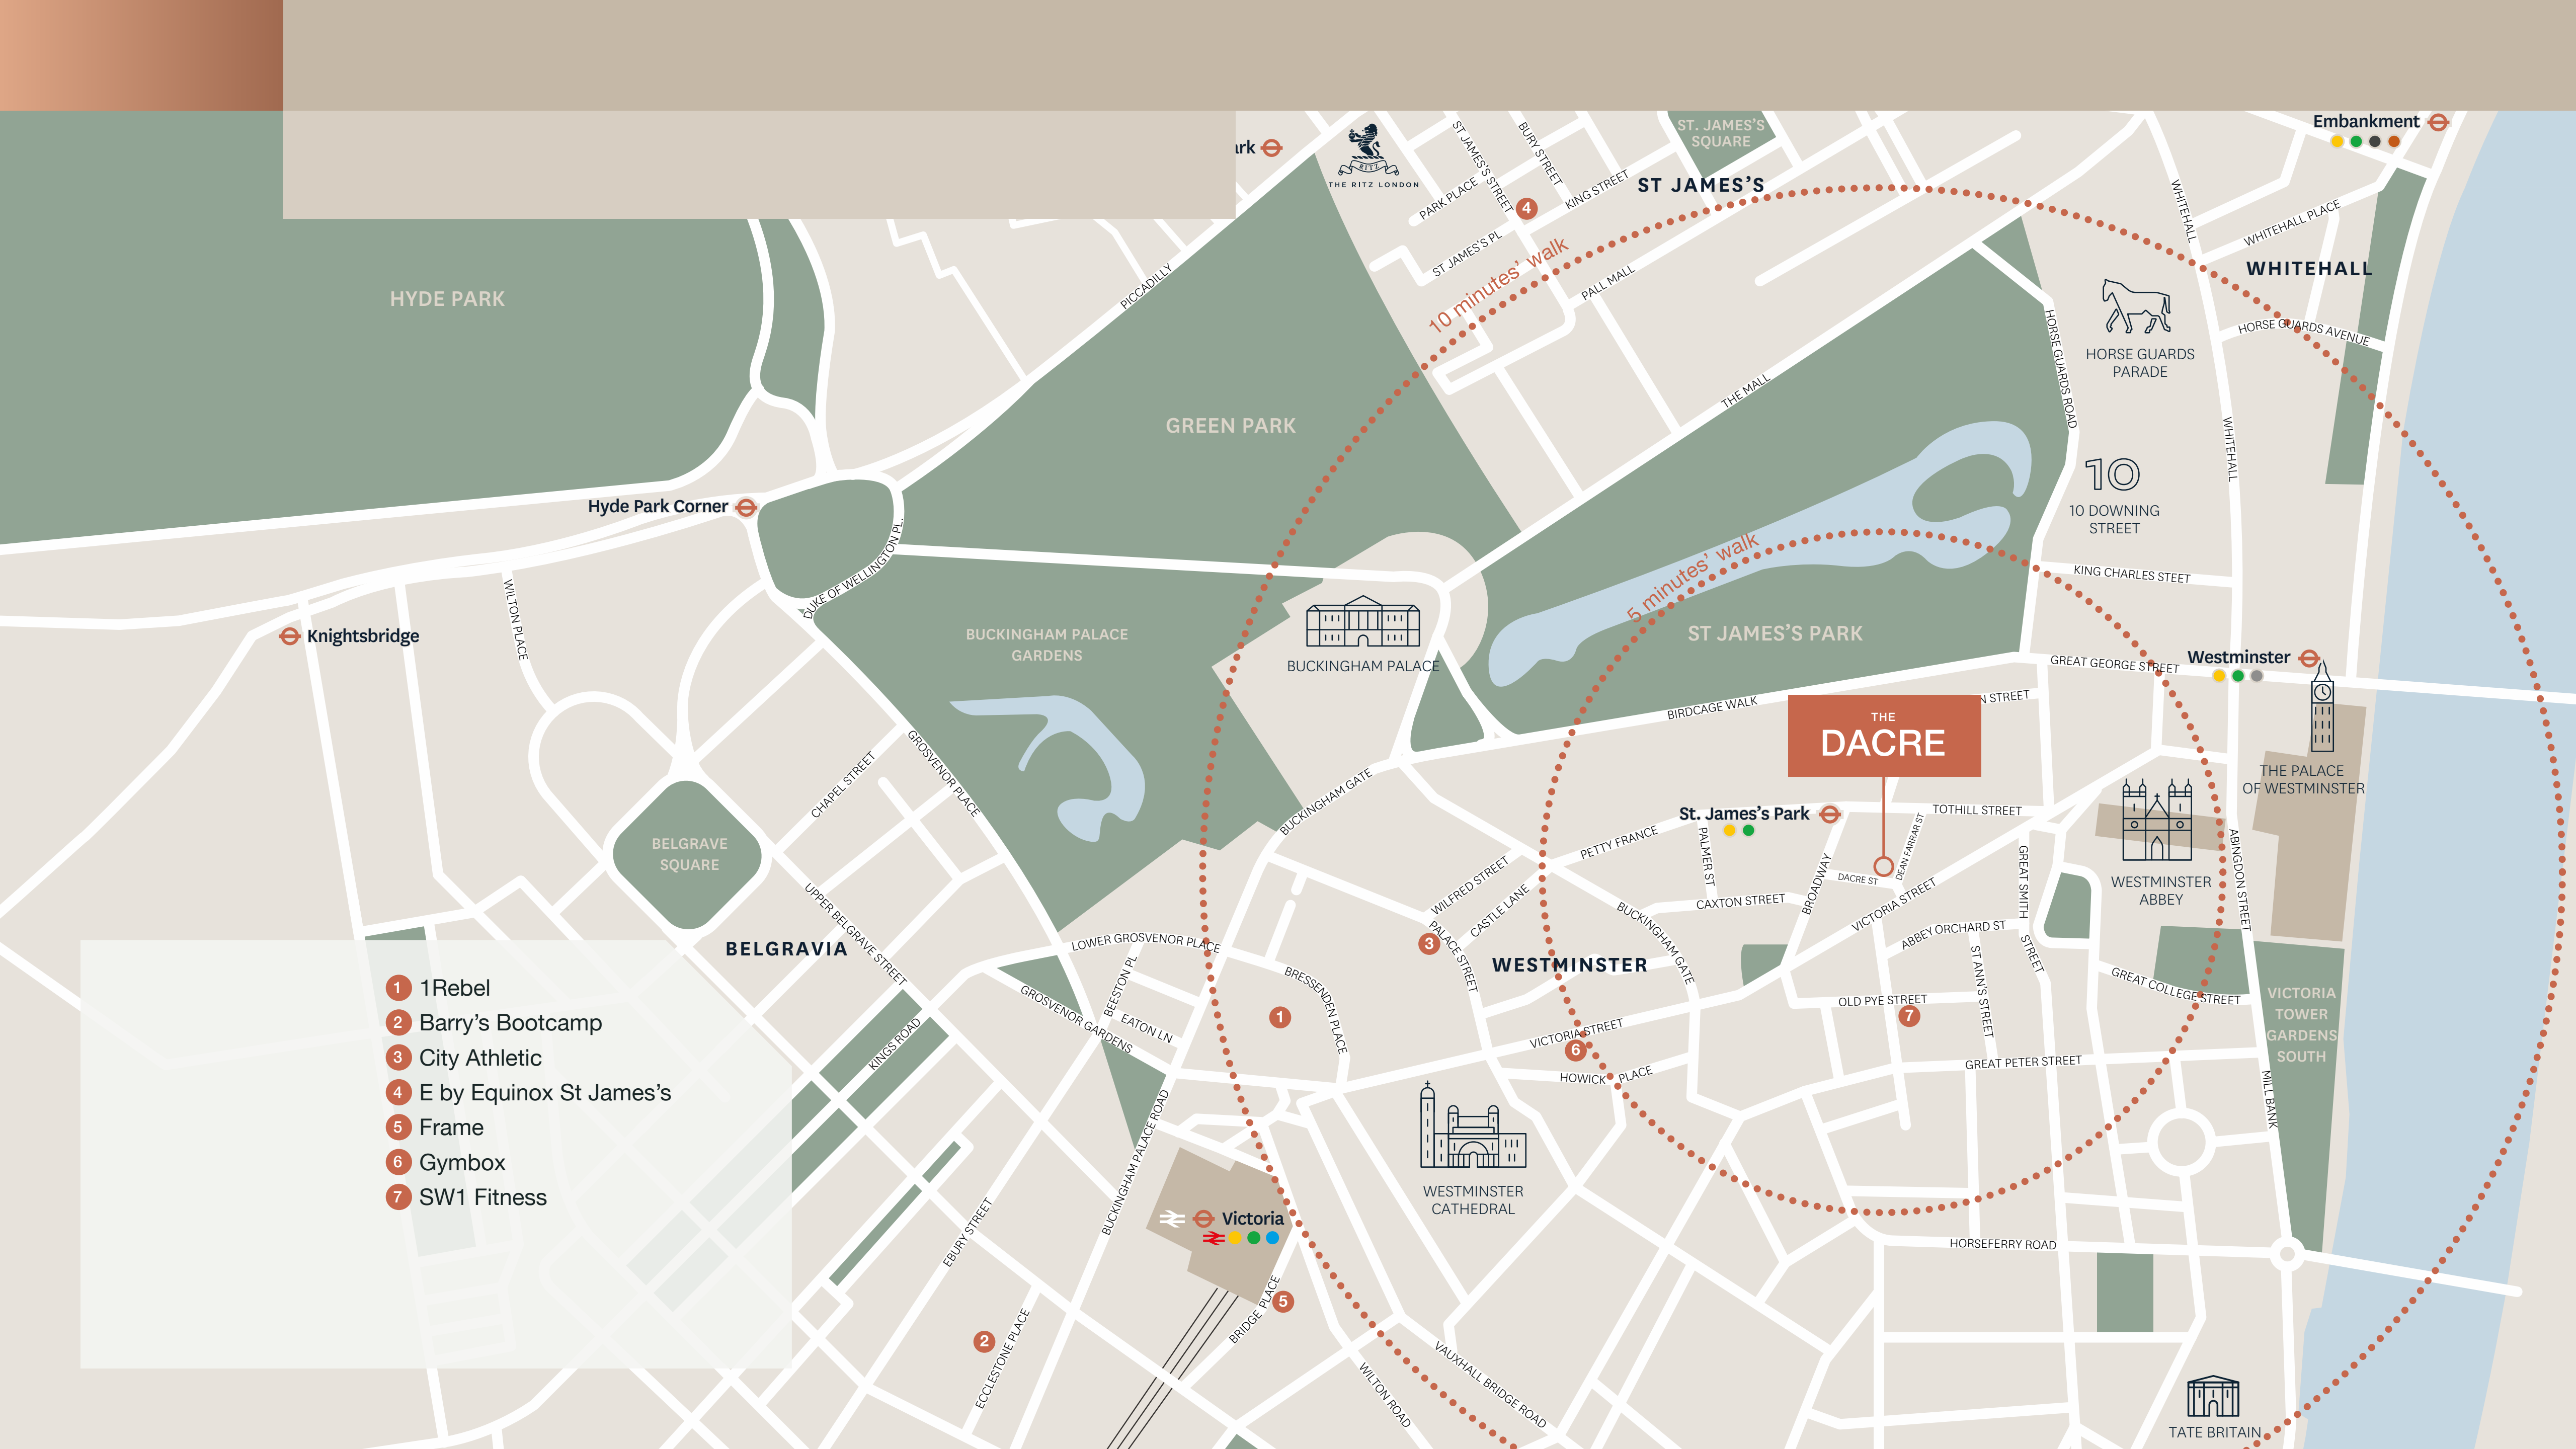 ST. JAMES'S
SQUARE
Embankment
RITZ
THE RITZ LONDON
ST JAMES'S STREET
BURY STREET
PARK PLACE
KING STREET
4
ST JAMES'S
ST JAMES'S PL
10 minutes' walk
PALL MALL
WHITEHALL
WHITEHALL PLACE
WHITEHALL
HORSE GUARDS AVENUE
HYDE PARK
PICCADILLY
GREEN PARK
THE MALL
HORSE GUARDS ROAD
HORSE GUARDS
PARADE
WHITEHALL
10
10 DOWNING
STREET
Hyde Park Corner
DUKE OF WELLINGTON PL.
5 minutes' walk
KING CHARLES STEET
Knightsbridge
WILTON PLACE
BUCKINGHAM PALACE
GARDENS
BUCKINGHAM PALACE
ST JAMES'S PARK
GREAT GEORGE STREET
Westminster
BIRDCAGE WALK
STREET
THE
DACRE
GROSVENOR PLACE
CHAPEL STREET
BUCKINGHAM GATE
THE PALACE
OF WESTMINSTER
St. James's Park
TOTHILL STREET
PETTY FRANCE
PALMER ST
BROADWAY
DACRE ST
DEAN FARRAR ST
GREAT SMITH
STREET
ABINGDON STREET
WESTMINSTER
ABBEY
BELGRAVE
SQUARE
UPPER BELGRAVE STREET
BELGRAVIA
LOWER GROSVENOR PLACE
WILFRED STREET
CASTLE LANE
3
PALACE STREET
WESTMINSTER
BUCKINGHAM GATE
CAXTON STREET
VICTORIA STREET
ABBEY ORCHARD ST
ST ANN'S STREET
OLD PYE STREET
7
GREAT COLLEGE STREET
VICTORIA
TOWER
GARDENS
SOUTH
BEESTON PL
GROSVENOR GARDENS
EATON LN
BRESSENDEN PLACE
1
KINGS ROAD
VICTORIA STREET
6
HOWICK PLACE
GREAT PETER STREET
MILL BANK
1 1Rebel
2 Barry's Bootcamp
3 City Athletic
4 E by Equinox St James's
5 Frame
6 Gymbox
7 SW1 Fitness
BUCKINGHAM PALACE ROAD
WESTMINSTER
CATHEDRAL
Victoria
EBURY STREET
HORSEFERRY ROAD
5
BRIDGE PLACE
2
ECCLESTONE PLACE
WILTON ROAD
VAUXHALL BRIDGE ROAD
TATE BRITAIN